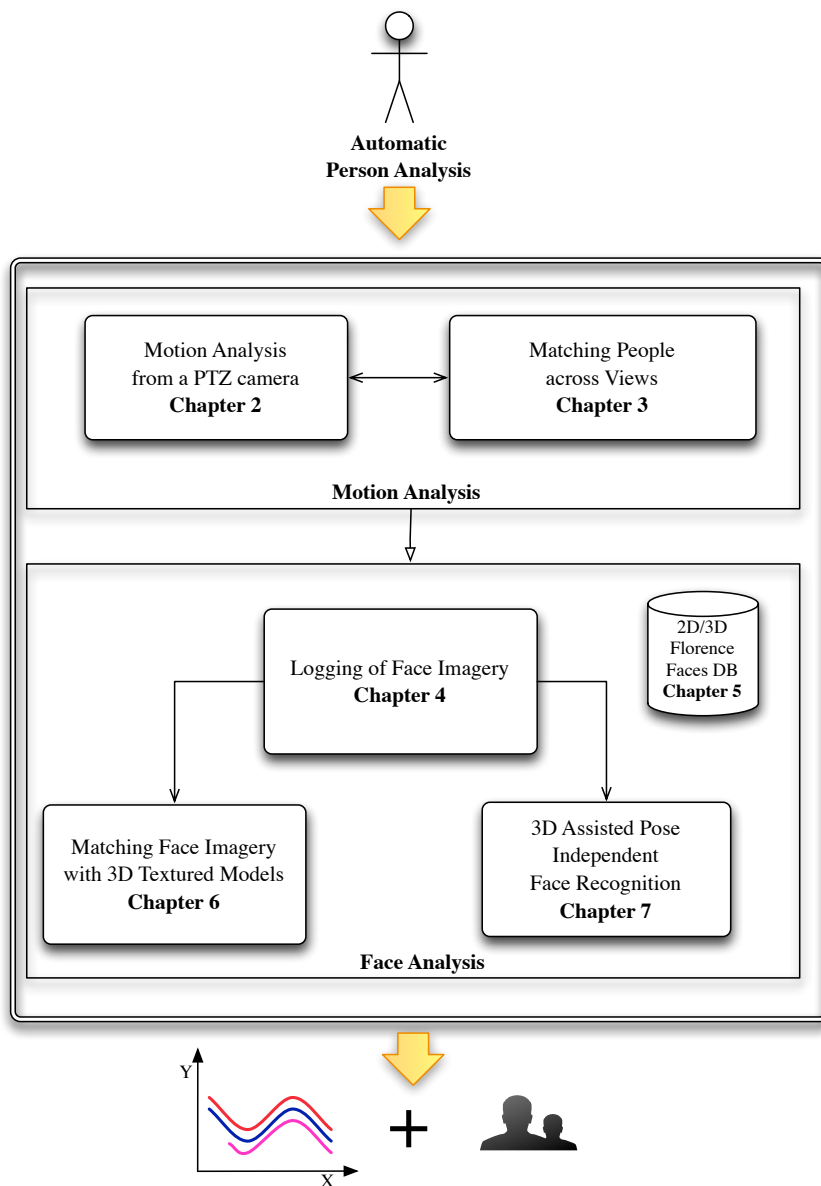 Automatic
Person Analysis
Motion Analysis
from a PTZ camera
Chapter 2
Matching People
across Views
Chapter 3
Motion Analysis
Logging of Face Imagery
Chapter 4
2D/3D
Florence
Faces DB
Chapter 5
Matching Face Imagery
with 3D Textured Models
Chapter 6
3D Assisted Pose
Independent
Face Recognition
Chapter 7
Face Analysis
Y
+
X